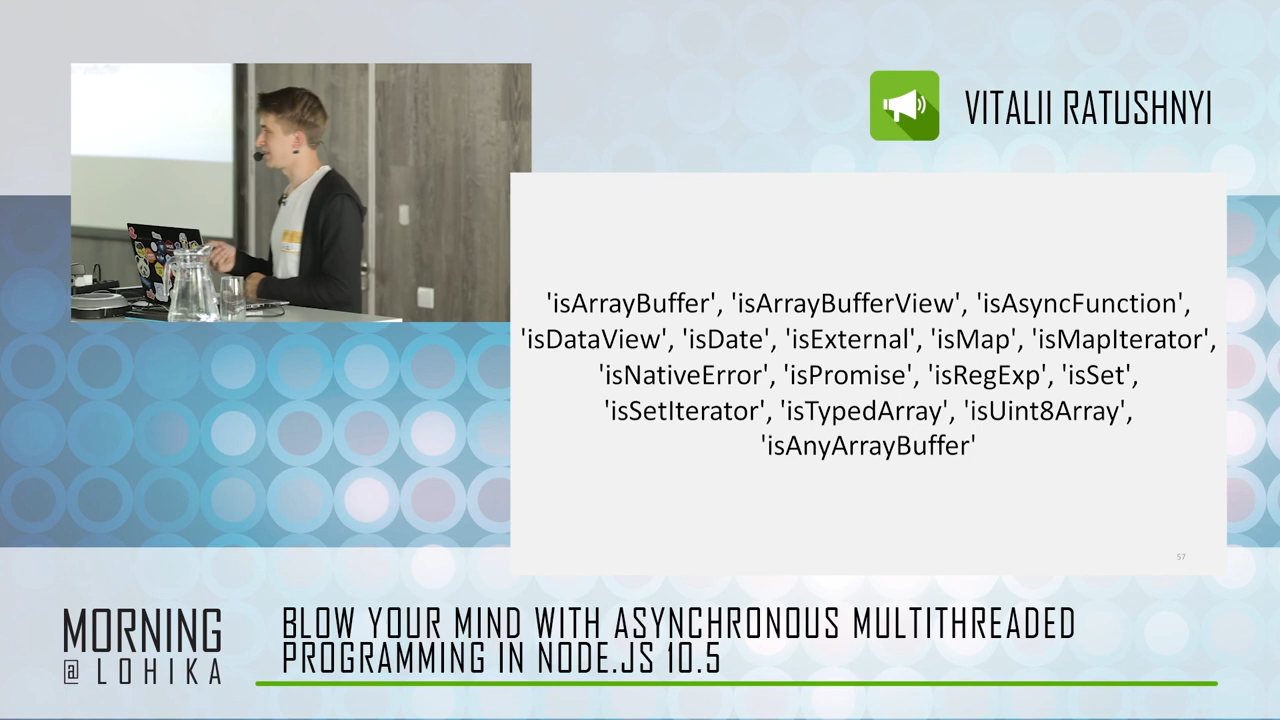 VITALII RATUSHNYI
'isArrayBuffer', 'isArrayBufferView', 'isAsyncFunction',
'isDataView', 'isDate', 'isExternal', 'isMap', 'isMapIterator',
'isNativeError', 'isPromise', 'isRegExp', 'isSet',
'isSetIterator', 'isTypedArray', 'isUint8Array',
'isAnyArrayBuffer'
57
MORNING
@LOHIKA
BLOW YOUR MIND WITH ASYNCHRONOUS MULTITHREADED
PROGRAMMING IN NODE.JS 10.5